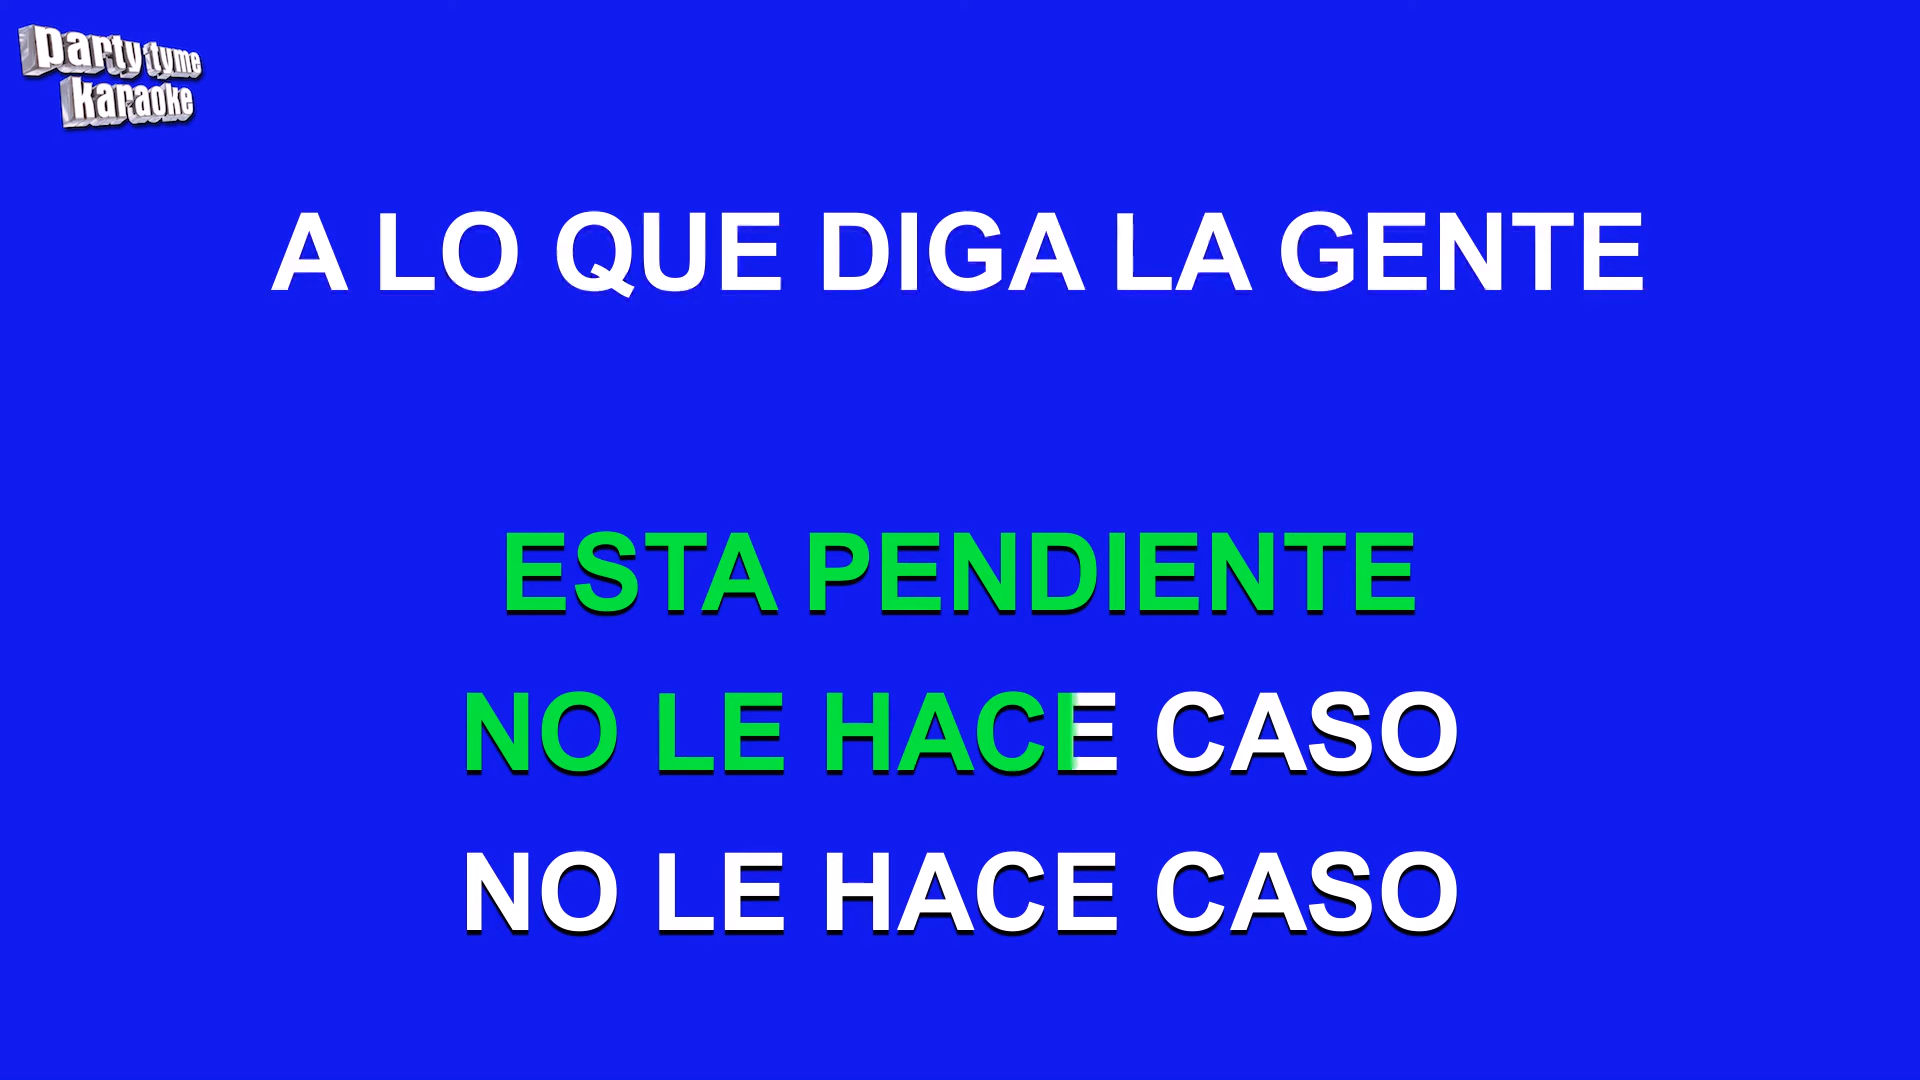 party tyme
karaoke
A LO QUE DIGA LA GENTE
ESTA PENDIENTE
NO LE HACE CASO
NO LE HACE CASO